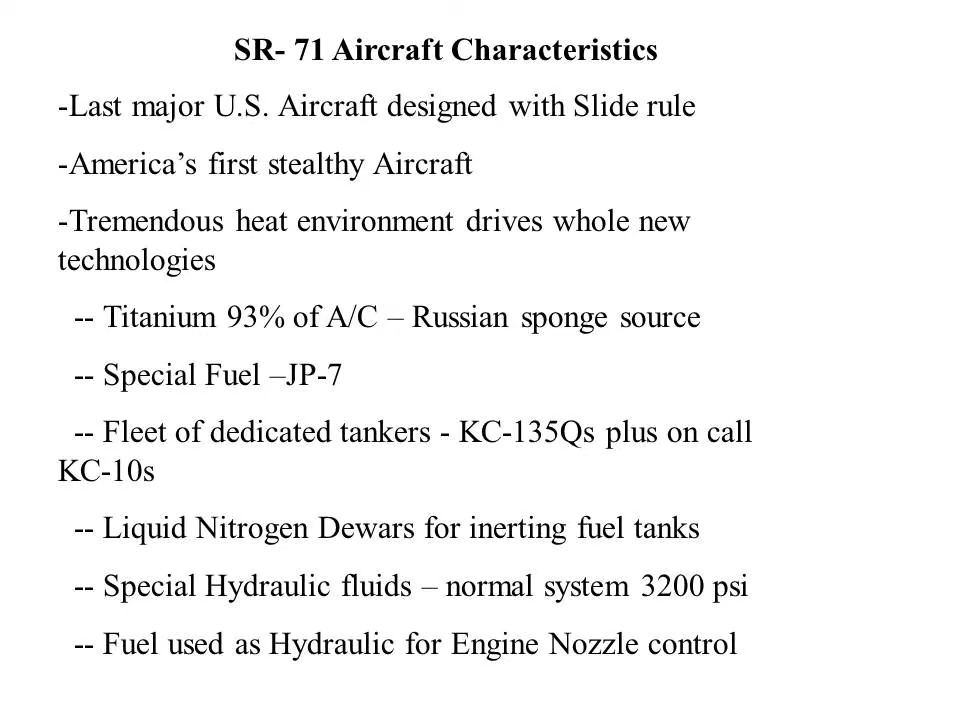 SR- 71 Aircraft Characteristics
-Last major U.S. Aircraft designed with Slide rule
-America’s first stealthy Aircraft
-Tremendous heat environment drives whole new
technologies
-- Titanium 93% of A/C – Russian sponge source
-- Special Fuel –JP-7
-- Fleet of dedicated tankers - KC-135Qs plus on call
KC-10s
-- Liquid Nitrogen Dewars for inerting fuel tanks
-- Special Hydraulic fluids – normal system 3200 psi
-- Fuel used as Hydraulic for Engine Nozzle control